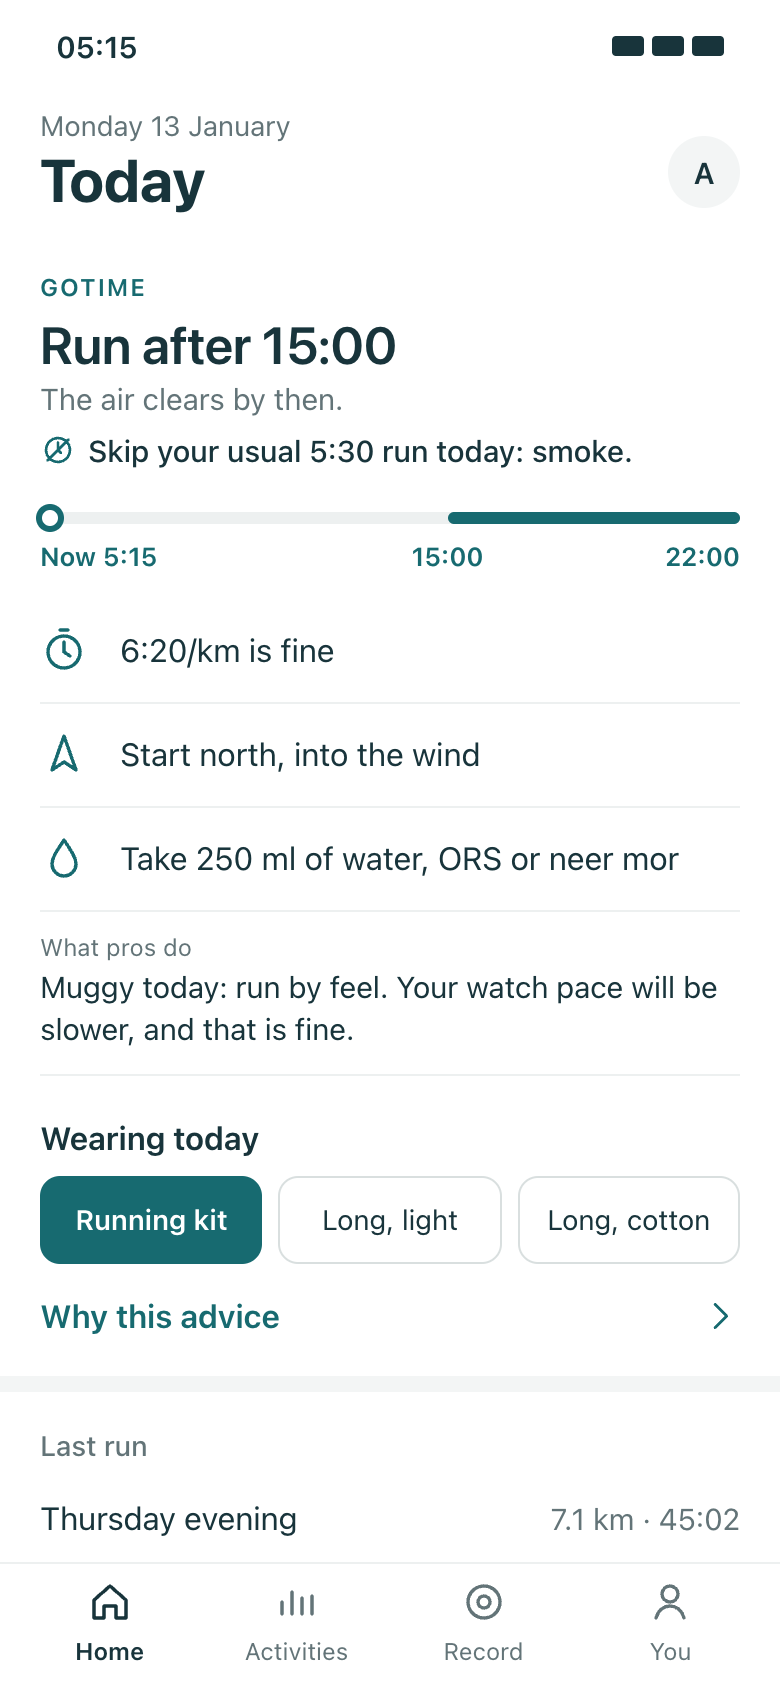 05:15
Monday 13 January
Today
A
GOTIME
Run after 15:00
The air clears by then.
Skip your usual 5:30 run today: smoke.
Now 5:15
15:00
22:00
6:20/km is fine
Start north, into the wind
Take 250 ml of water, ORS or neer mor
What pros do
Muggy today: run by feel. Your watch pace will be
slower, and that is fine.
Wearing today
Running kit
Long, light
Long, cotton
Why this advice
Last run
Thursday evening
7.1 km · 45:02
Home
Activities
Record
You